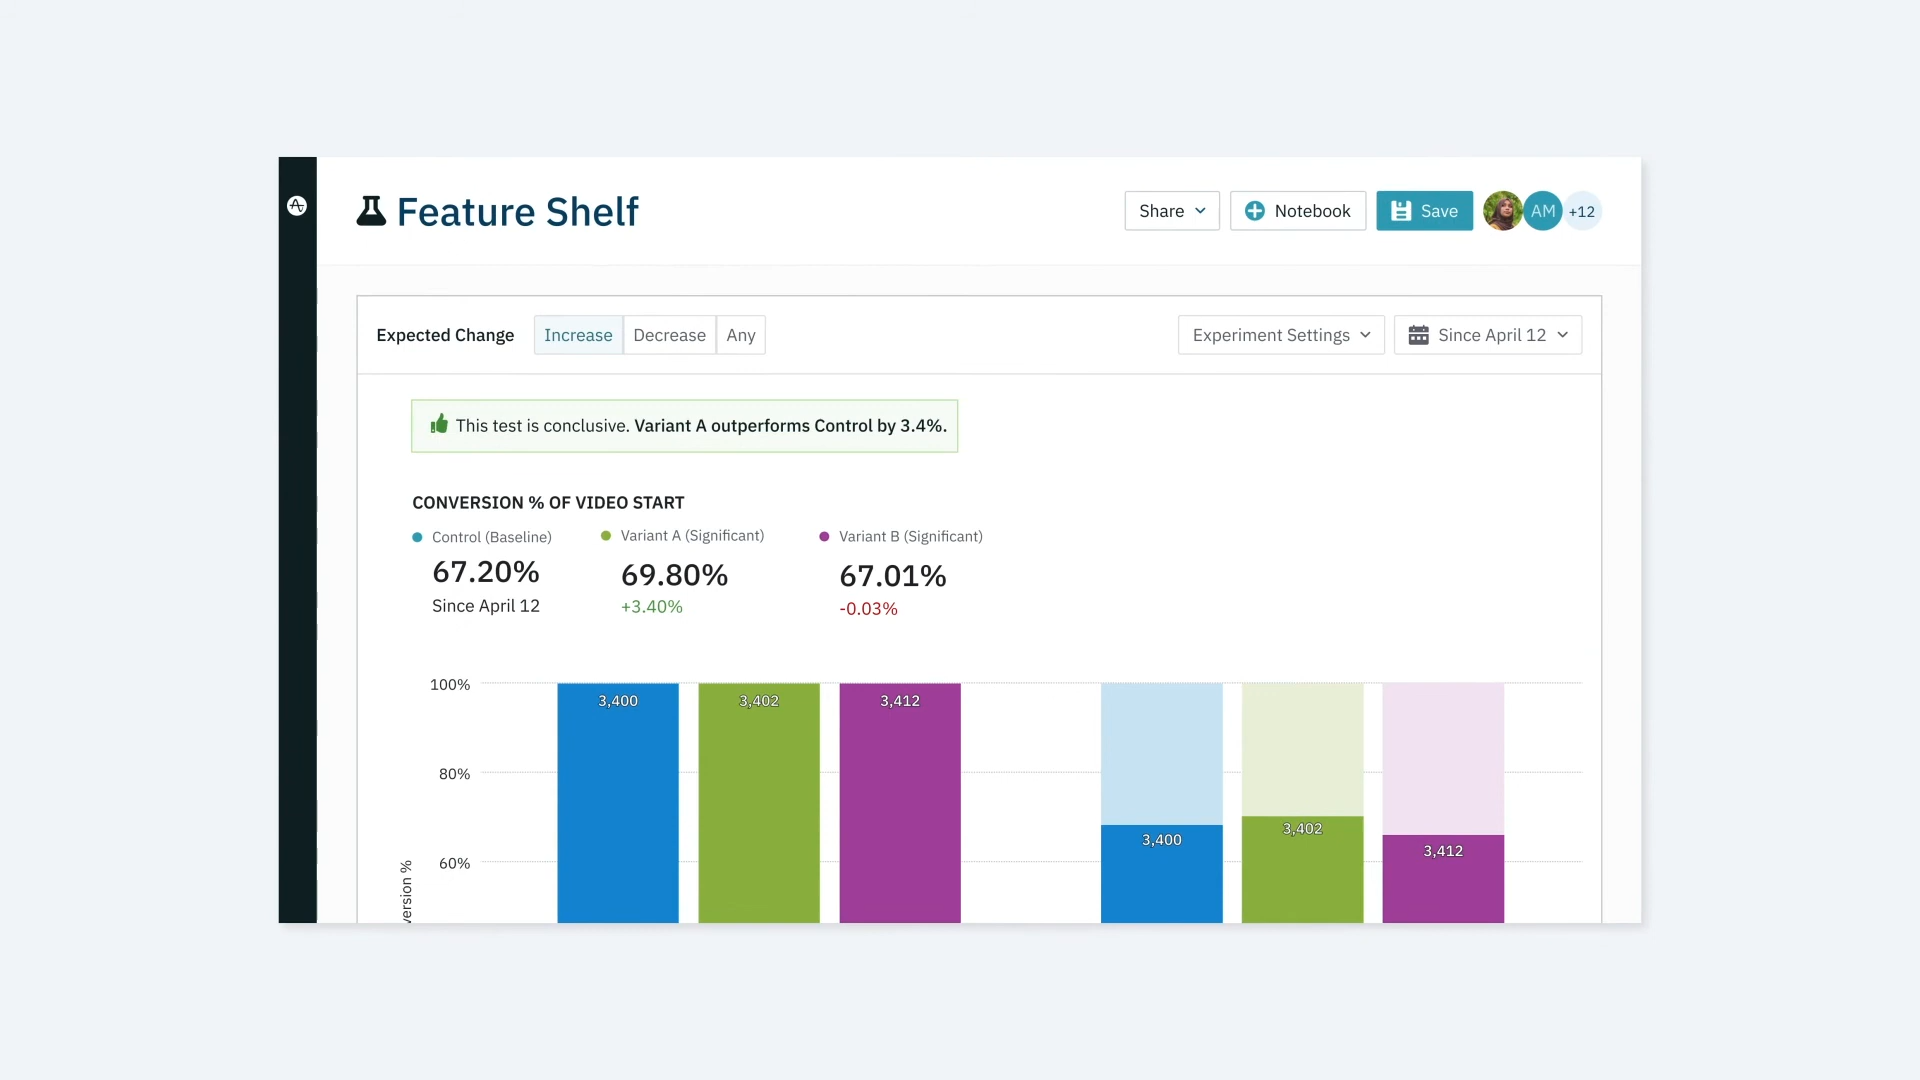 Feature Shelf
Share
Notebook
Save
AM
+12
Expected Change
Increase
Decrease
Any
Experiment Settings
Since April 12
This test is conclusive. Variant A outperforms Control by 3.4%.
CONVERSION % OF VIDEO START
Control (Baseline)
67.20%
Since April 12
Variant A (Significant)
69.80%
+3.40%
Variant B (Significant)
67.01%
-0.03%
100%
80%
60%
version %
3,400
3,402
3,412
3,400
3,402
3,412